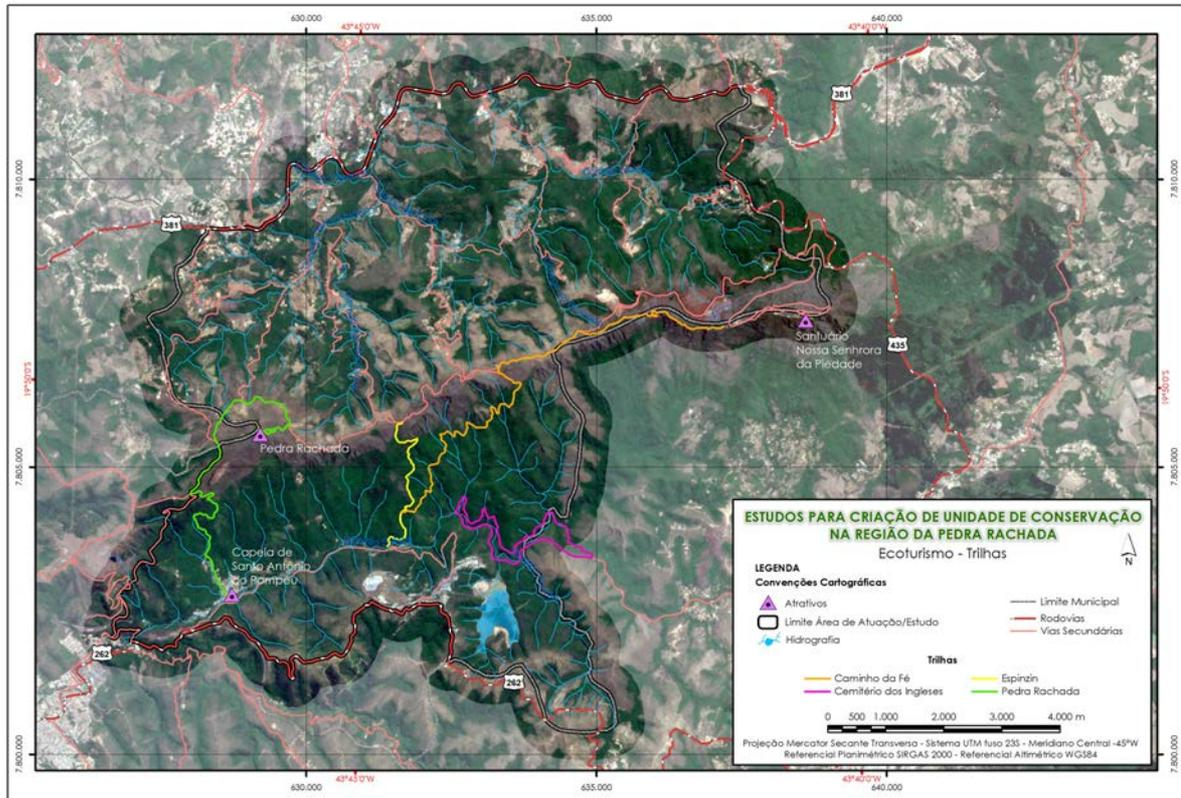 630.000
635.000
640.000
43°45'0"W
43°40'0"W
381
7.810.000
7.810.000
381
Santuário
Nossa Senhrora
da Piedade
435
19°50'0"S
19°50'0"S
Pedra Rachada
7.805.000
7.805.000
Capela de
Santo Antônio
do Pompéu
262
262
ESTUDOS PARA CRIAÇÃO DE UNIDADE DE CONSERVAÇÃO
NA REGIÃO DA PEDRA RACHADA
Ecoturismo - Trilhas
N
LEGENDA
Convenções Cartográficas
Atrativos
Limite Área de Atuação/Estudo
Hidrografia
Limite Municipal
Rodovias
Vias Secundárias
Trilhas
Caminho da Fé
Cemitério dos Ingleses
Espinzin
Pedra Rachada
0 500 1.000 2.000 3.000 4.000 m
Projeção Mercator Secante Transversa - Sistema UTM fuso 23S - Meridiano Central -45°W
Referencial Planimétrico SIRGAS 2000 - Referencial Altimétrico WGS84
7.800.000
7.800.000
43°45'0"W
43°40'0"W
630.000
635.000
640.000